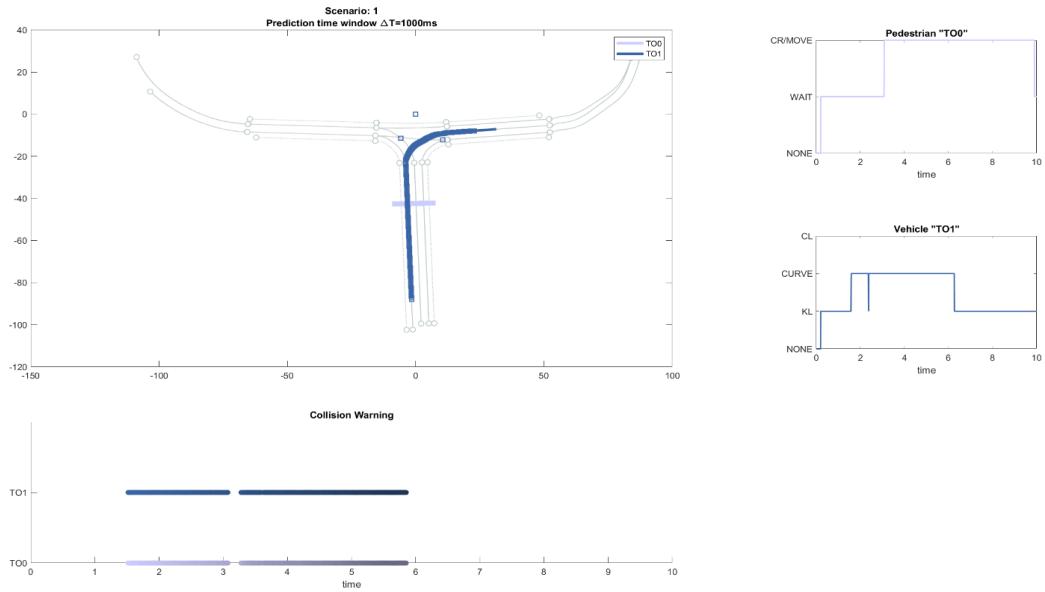 Scenario: 1
Prediction time window △T=1000ms
40
20
0
-20
-40
-60
-80
-100
-120
-150
-100
-50
0
50
100
TO0
TO1
Pedestrian "TO0"
CR/MOVE
WAIT
NONE
0 2 4 6 8 10
time
Vehicle "TO1"
CL
CURVE
KL
NONE
0 2 4 6 8 10
time
Collision Warning
TO1
TO0
0 1 2 3 4 5 6 7 8 9 10
time